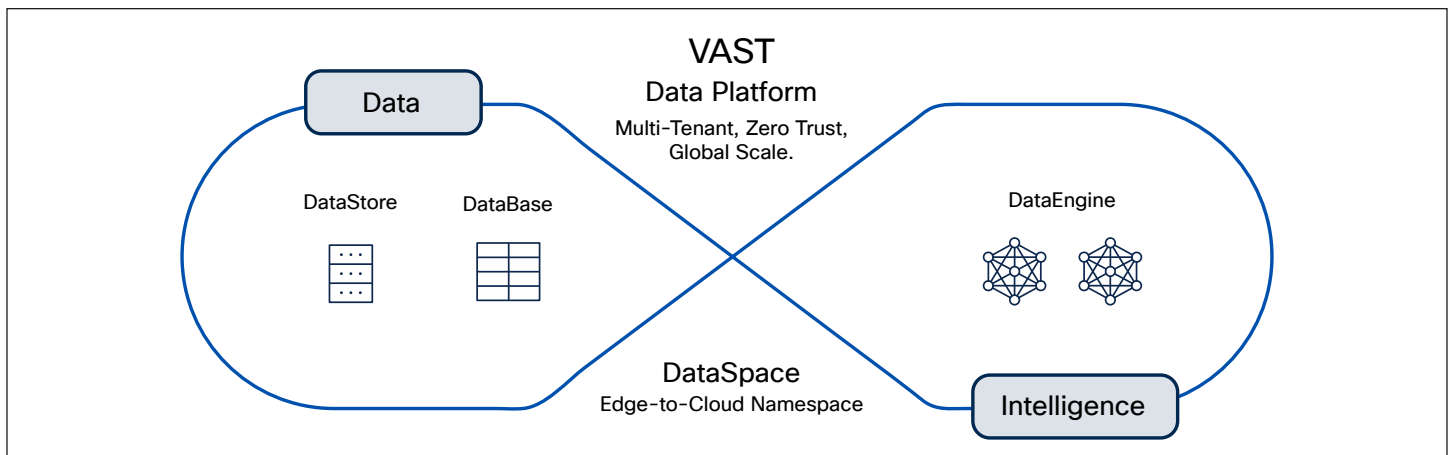 VAST
Data Platform
Multi-Tenant, Zero Trust,
Global Scale.
Data
DataStore
DataBase
DataEngine
DataSpace
Edge-to-Cloud Namespace
Intelligence